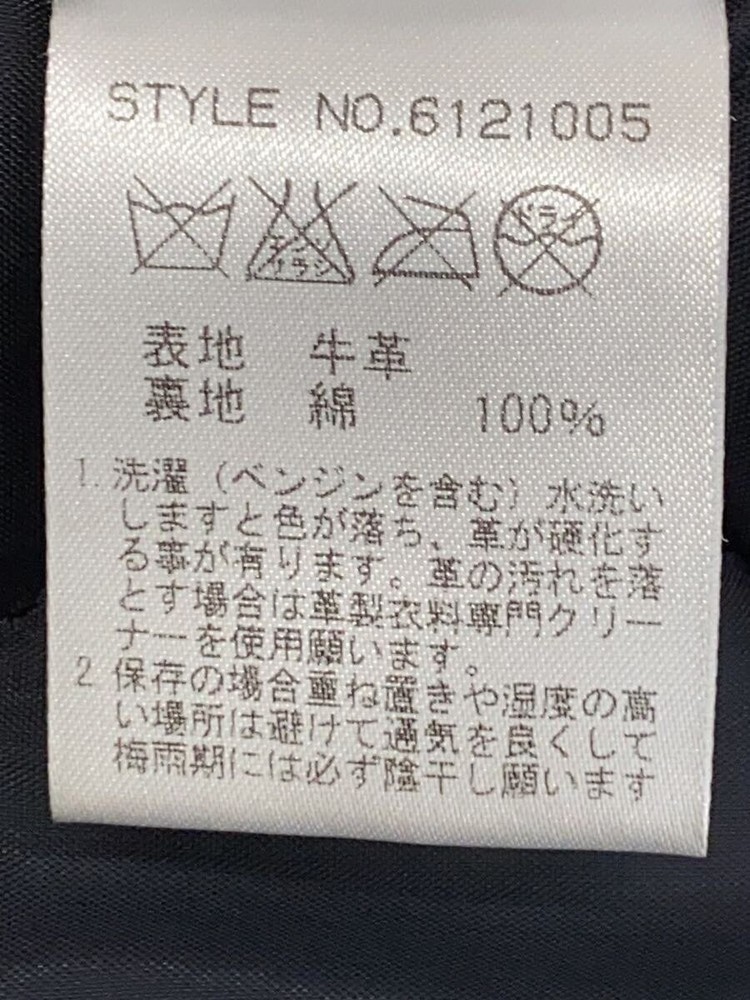 STYLE NO.6121005
エンソ サラシ ドライ
表地 牛革
裏地 綿 100%
1. 洗濯（ベンジンを含む）水洗い
しますと色が落ち、革が硬化す
る事が有ります。革の汚れを落
とす場合は革製衣料専門クリー
ナーを使用願います。
2 保存の場合重ね置きや湿度の高
い場所は避けて通気を良くして
梅雨期には必ず陰干し願います